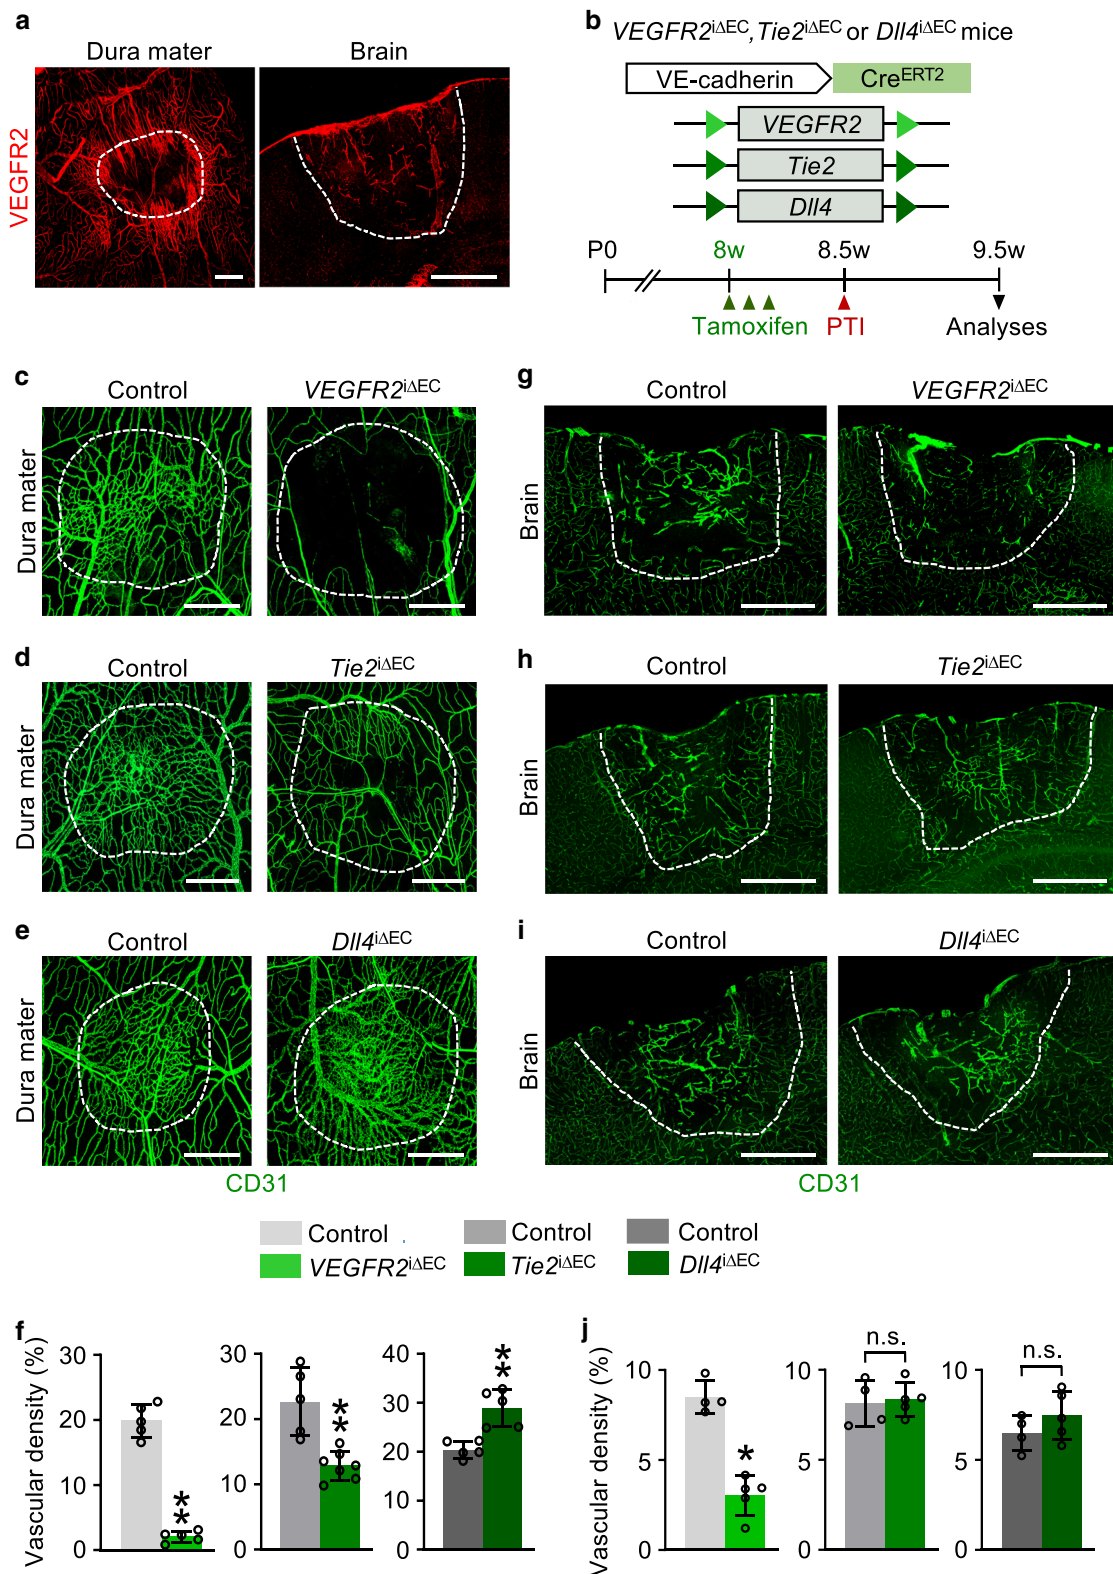 a
Dura mater
Brain
VEGFR2
b
VEGFR2iΔEC, Tie2iΔEC or Dll4iΔEC mice
VE-cadherin
CreERT2
VEGFR2
Tie2
Dll4
P0
8w
8.5w
9.5w
Tamoxifen
PTI
Analyses
c
Control
VEGFR2iΔEC
Dura mater
d
Control
Tie2iΔEC
Dura mater
e
Control
Dll4iΔEC
Dura mater
CD31
g
Control
VEGFR2iΔEC
Brain
h
Control
Tie2iΔEC
Brain
i
Control
Dll4iΔEC
Brain
CD31
Control
Control
Control
VEGFR2iΔEC
Tie2iΔEC
Dll4iΔEC
f
Vascular density (%)
30
20
10
0
**
30
20
10
0
**
40
30
20
10
0
**
j
Vascular density (%)
10
5
0
*
10
5
0
n.s.
10
5
0
n.s.